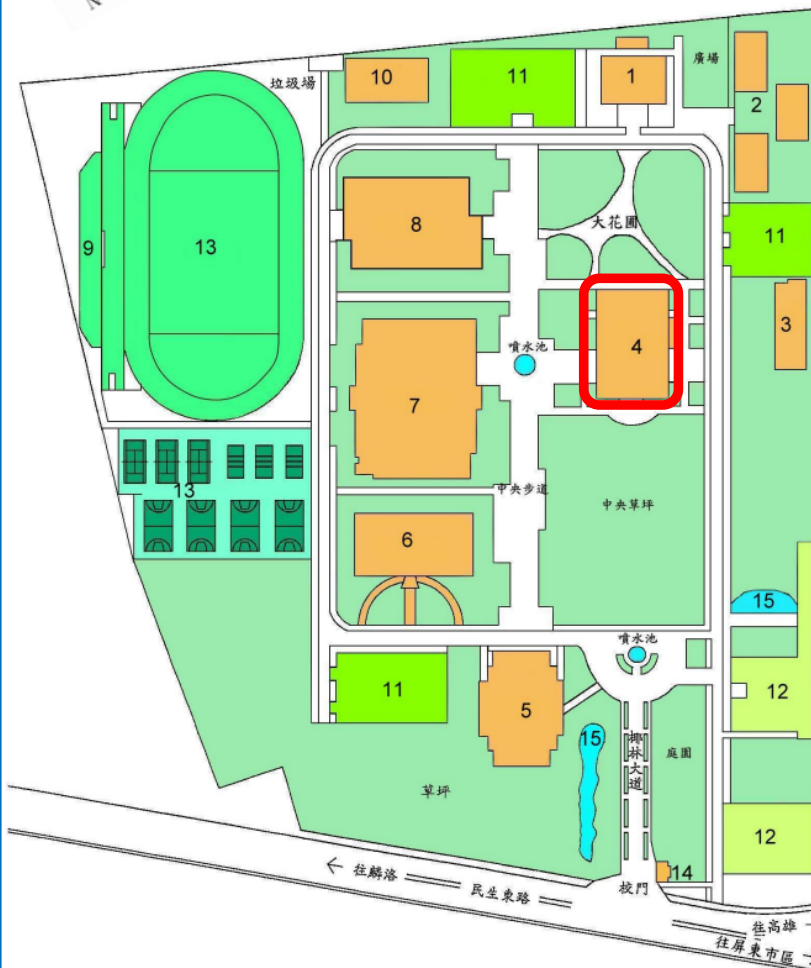 N
垃圾場
10
11
1
廣場
2
9
13
8
大花圃
11
3
4
噴水池
7
13
中央步道
中央草坪
6
15
噴水池
11
5
12
15
椰林大道
庭園
草坪
12
14
校門
往麟洛
民生東路
往高雄
往屏東市區